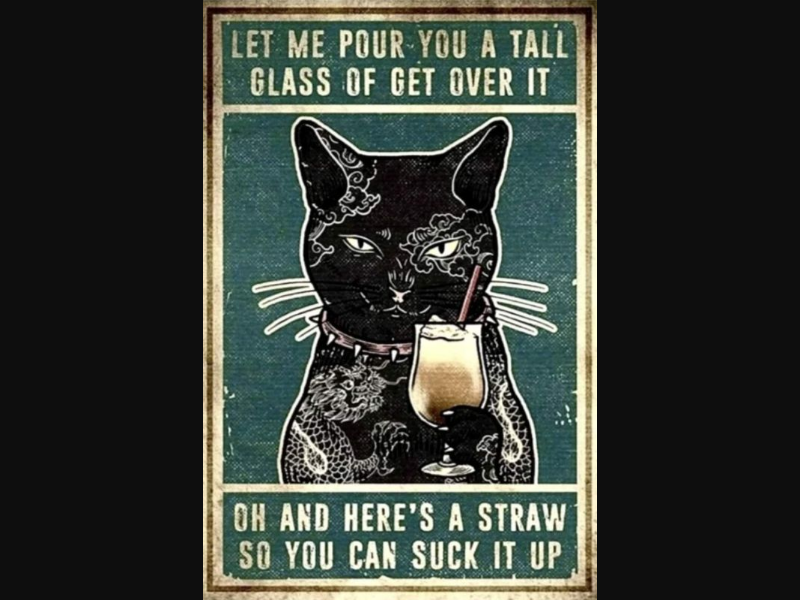 LET ME POUR YOU A TALL
GLASS OF GET OVER IT
OH AND HERE'S A STRAW
SO YOU CAN SUCK IT UP